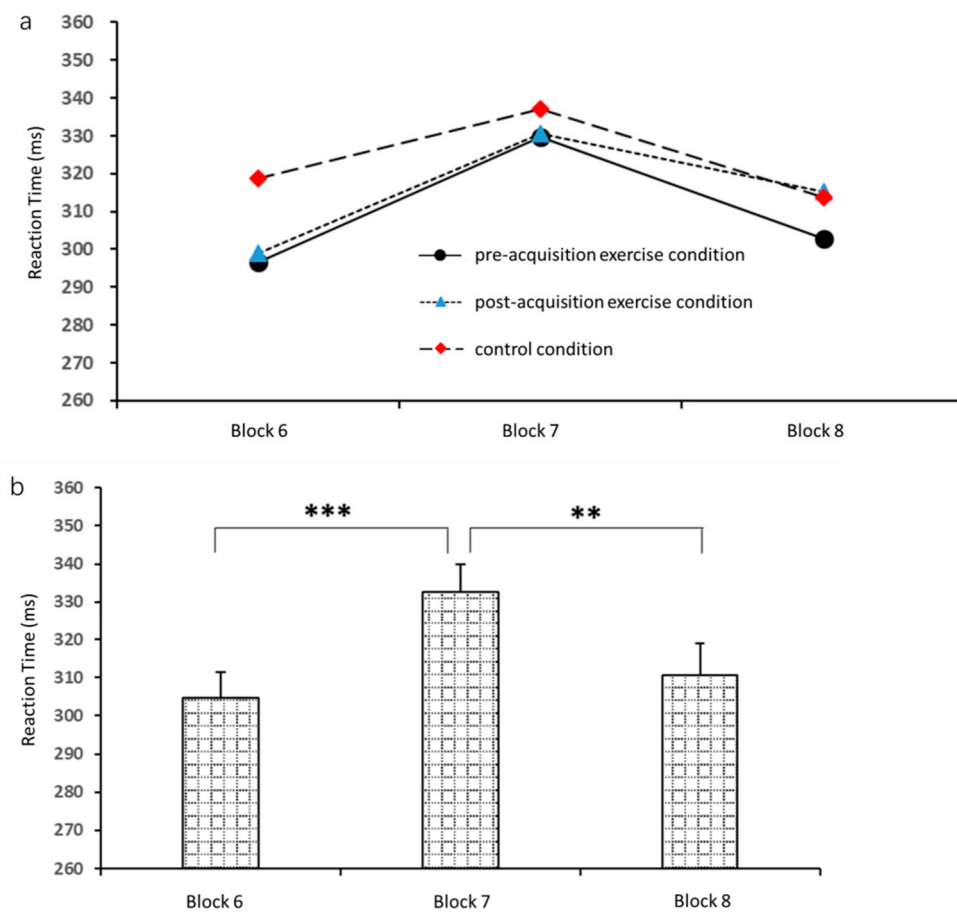 a
360
350
340
330
320
310
300
290
280
270
260
Reaction Time (ms)
pre-acquisition exercise condition
post-acquisition exercise condition
control condition
Block 6 Block 7 Block 8
b
360
350
340
330
320
310
300
290
280
270
260
Reaction Time (ms)
*** **
Block 6 Block 7 Block 8